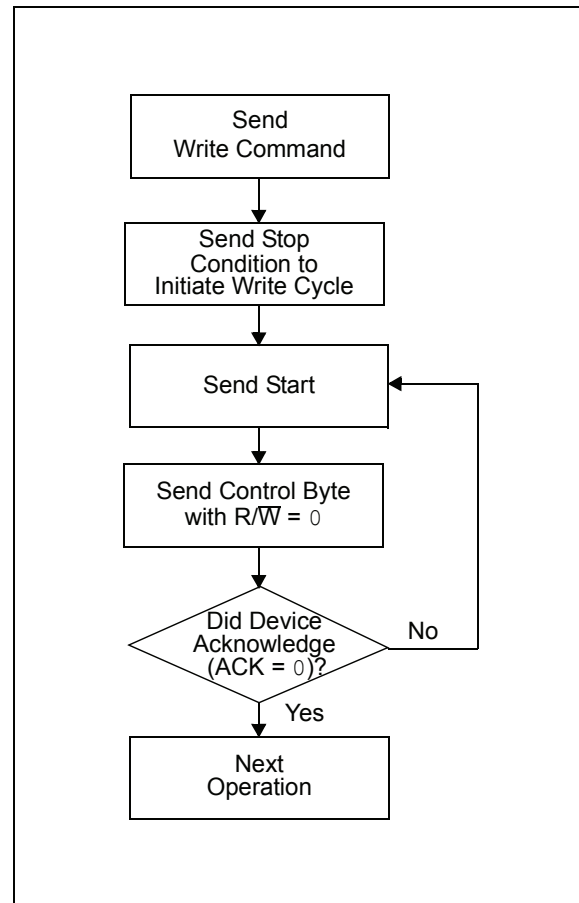 Send
Write Command
Send Stop
Condition to
Initiate Write Cycle
Send Start
Send Control Byte
with R/W̅ = 0
Did Device
Acknowledge
(ACK = 0)?
No
Yes
Next
Operation